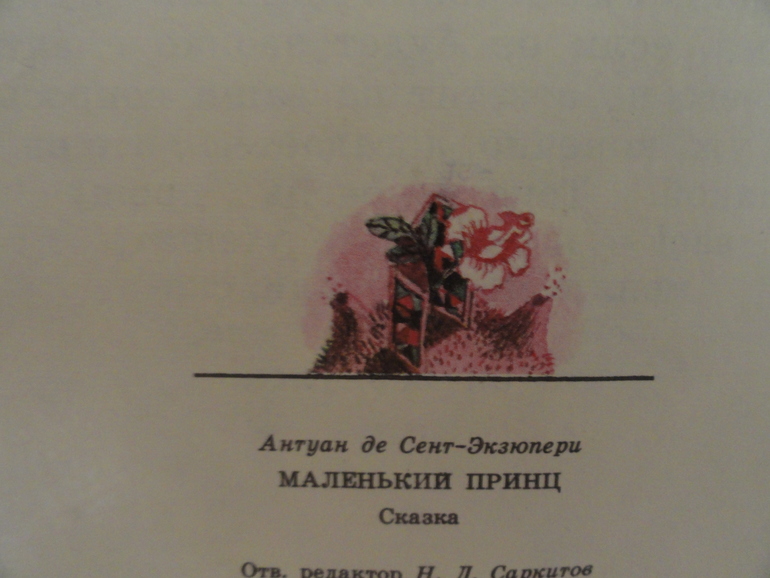 Антуан де Сент-Экзюпери
МАЛЕНЬКИЙ ПРИНЦ
Сказка
Отв. редактор Н. Д. Саркитов